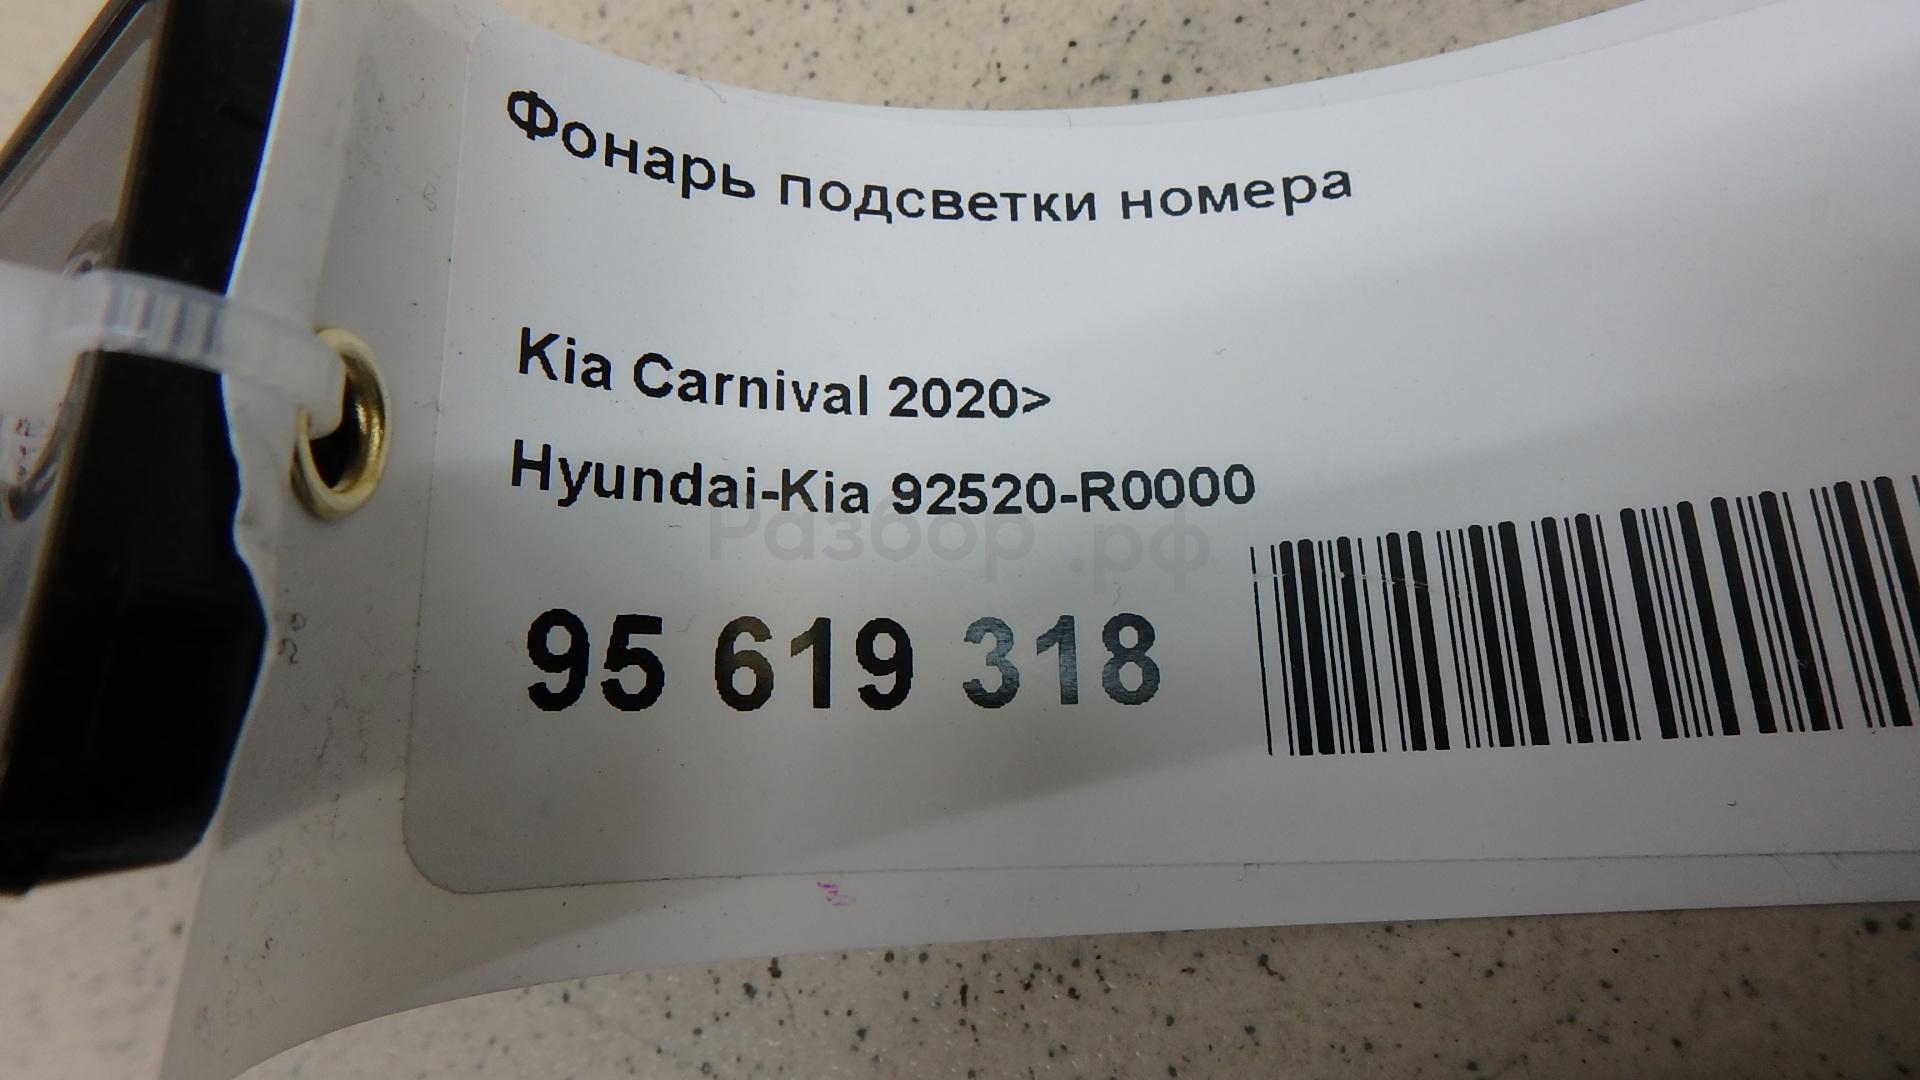 Фонарь подсветки номера
Kia Carnival 2020>
Hyundai-Kia 92520-R0000
Разбор.рф
95 619 318